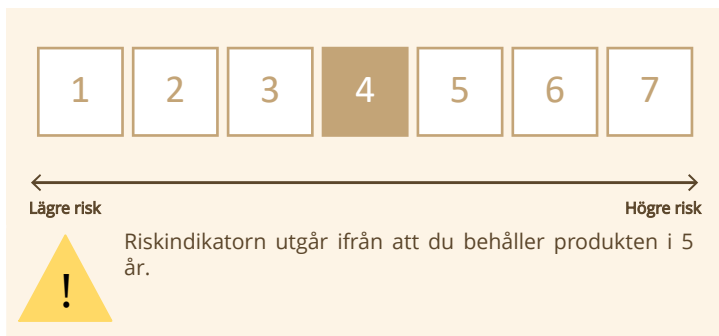 1 2 3 4 5 6 7
Lägre risk Högre risk
Riskindikatorn utgår ifrån att du behåller produkten i 5
år.
!